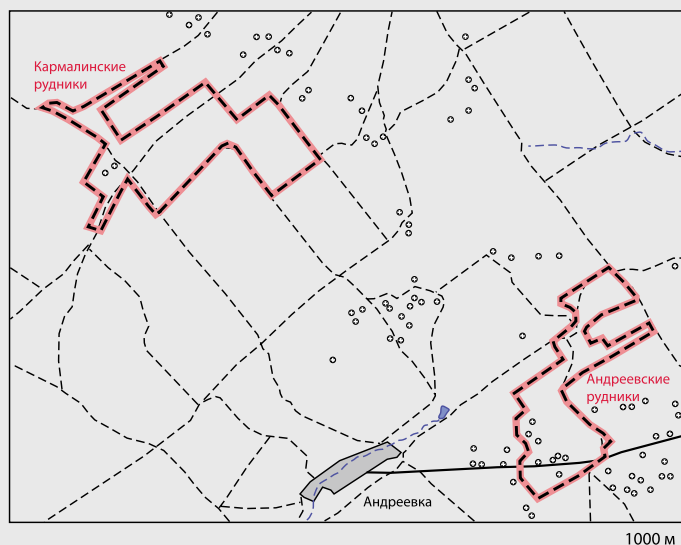 Кармалинские
рудники
Андреевские
рудники
Андреевка
1000 м